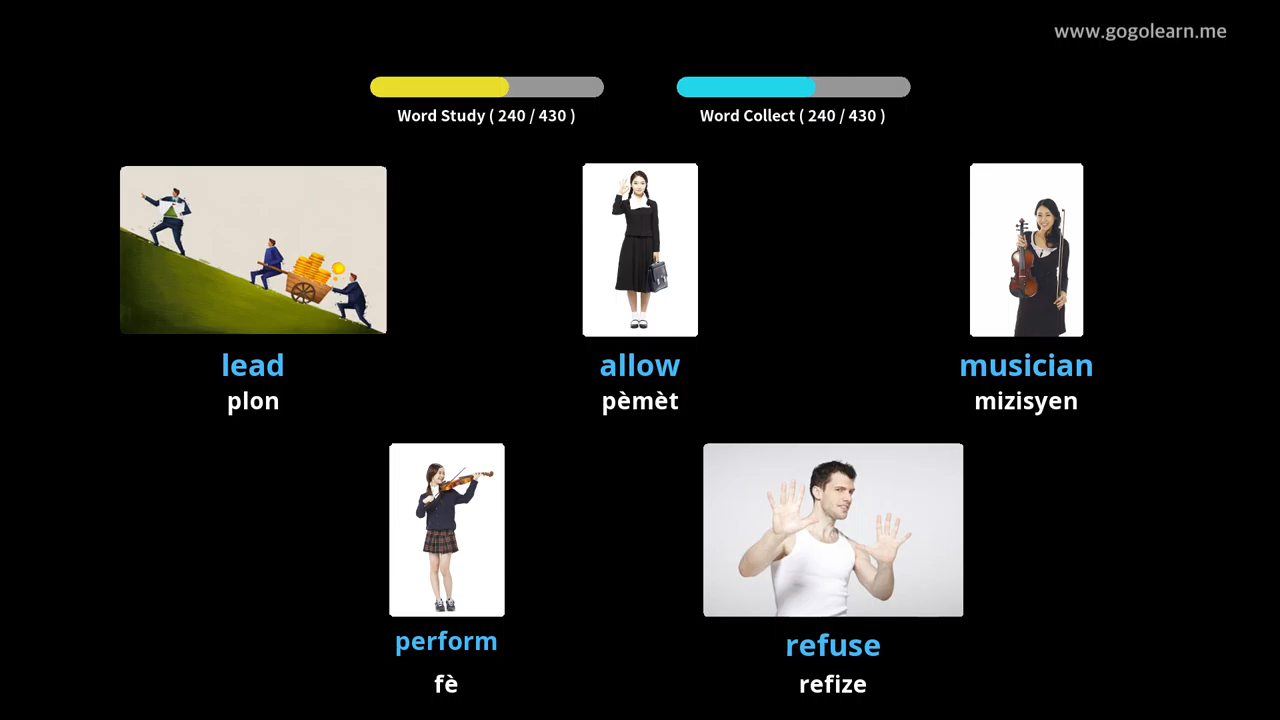 www.gogolearn.me
Word Study ( 240 / 430 )
Word Collect ( 240 / 430 )
lead
plon
allow
pèmèt
musician
mizisyen
perform
fè
refuse
refize